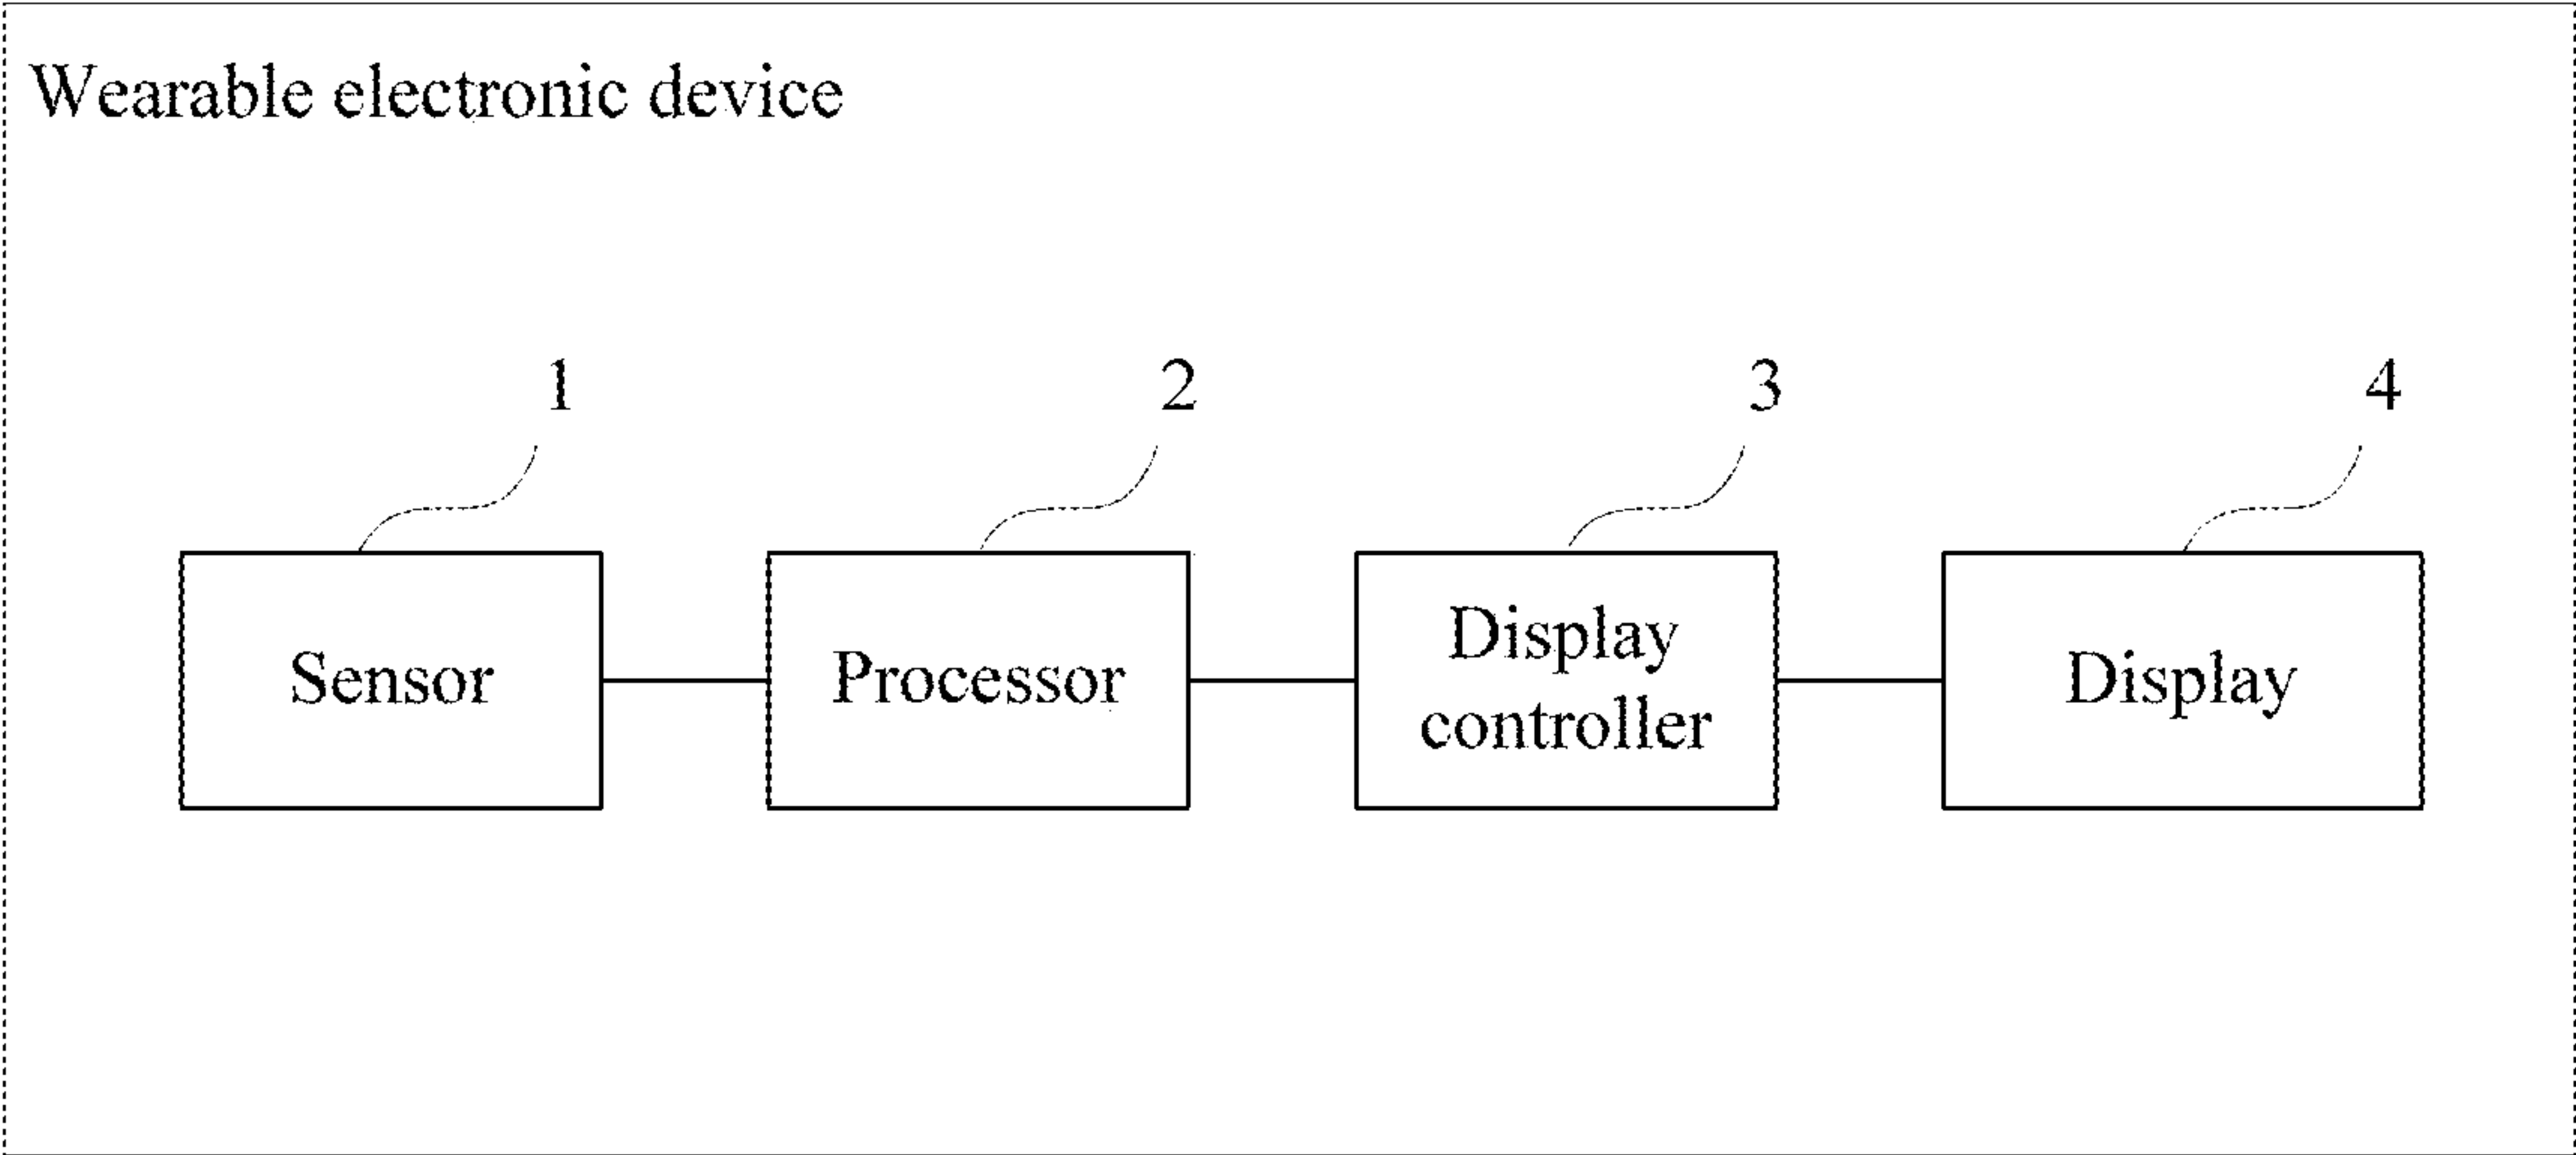 Wearable electronic device
1
2
3
4
Sensor
Processor
Display
controller
Display